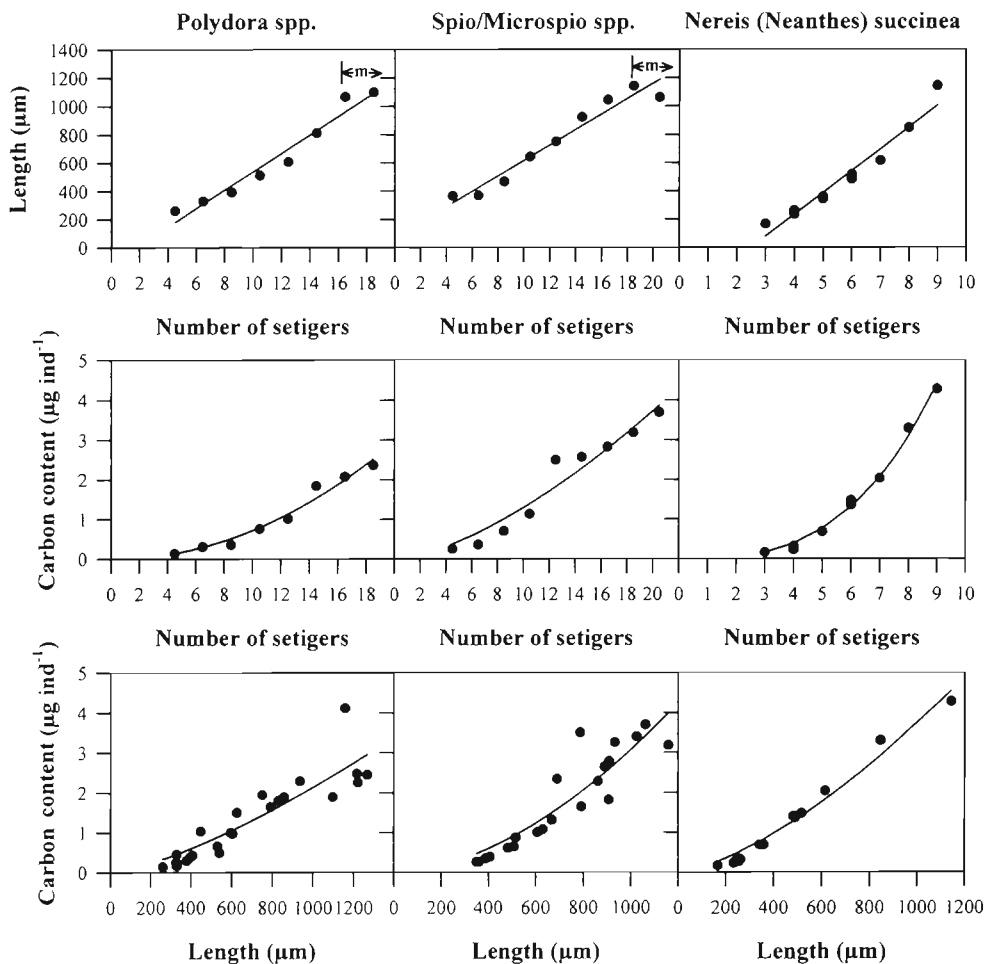 Polydora spp. Spio/Microspio spp. Nereis (Neanthes) succinea
Length (µm)
1400
1200
1000
800
600
400
200
0
m
m
0 2 4 6 8 10 12 14 16 18 0 2 4 6 8 10 12 14 16 18 20 0 1 2 3 4 5 6 7 8 9 10
Number of setigers Number of setigers Number of setigers
Carbon content (µg ind⁻¹)
5
4
3
2
1
0
0 2 4 6 8 10 12 14 16 18 0 2 4 6 8 10 12 14 16 18 20 0 1 2 3 4 5 6 7 8 9 10
Number of setigers Number of setigers Number of setigers
Carbon content (µg ind⁻¹)
5
4
3
2
1
0
0 200 400 600 800 1000 1200 0 200 400 600 800 1000 0 200 400 600 800 1000 1200
Length (µm) Length (µm) Length (µm)